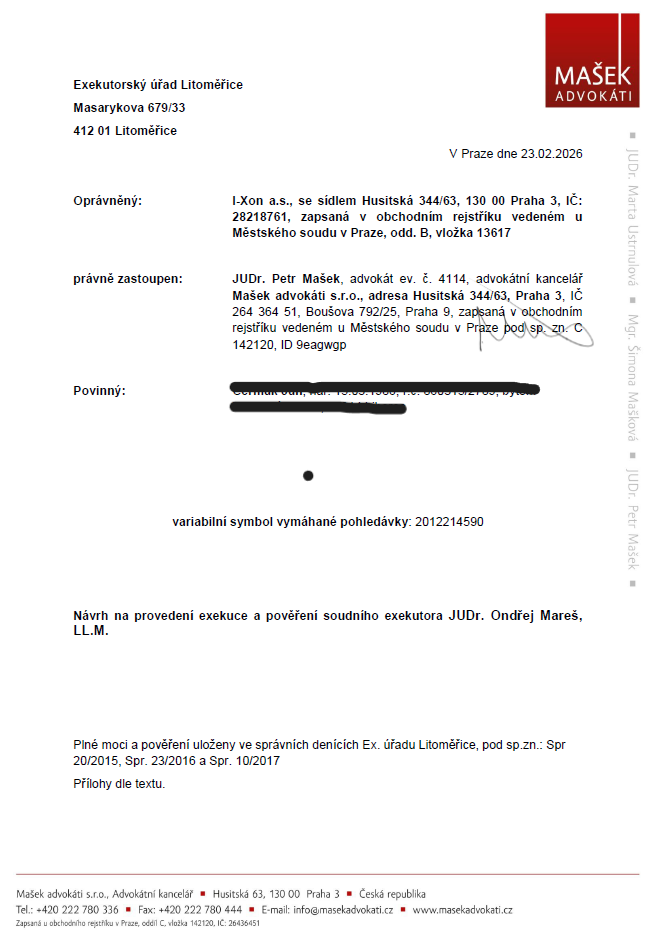 MAŠEK
ADVOKÁTI
Exekutorský úřad Litoměřice
Masarykova 679/33
412 01 Litoměřice
V Praze dne 23.02.2026
Oprávněný:
I-Xon a.s., se sídlem Husitská 344/63, 130 00 Praha 3, IČ:
28218761, zapsaná v obchodním rejstříku vedeném u
Městského soudu v Praze, odd. B, vložka 13617
právně zastoupen:
JUDr. Petr Mašek, advokát ev. č. 4114, advokátní kancelář
Mašek advokáti s.r.o., adresa Husitská 344/63, Praha 3, IČ
264 364 51, Boušova 792/25, Praha 9, zapsaná v obchodním
rejstříku vedeném u Městského soudu v Praze pod sp. zn. C
142120, ID 9eagwgp
Povinný:
variabilní symbol vymáhané pohledávky: 2012214590
Návrh na provedení exekuce a pověření soudního exekutora JUDr. Ondřej Mareš,
LL.M.
Plné moci a pověření uloženy ve správních denících Ex. úřadu Litoměřice, pod sp.zn.: Spr
20/2015, Spr. 23/2016 a Spr. 10/2017
Přílohy dle textu.
JUDr. Marta Ustrnulová ▪ Mgr. Šimona Mašková ▪ JUDr. Petr Mašek ▪
Mašek advokáti s.r.o., Advokátní kancelář ▪ Husitská 63, 130 00 Praha 3 ▪ Česká republika
Tel.: +420 222 780 336 ▪ Fax: +420 222 780 444 ▪ E-mail: info@masekadvokati.cz ▪ www.masekadvokati.cz
Zapsaná u obchodního rejstříku v Praze, oddíl C, vložka 142120, IČ: 26436451